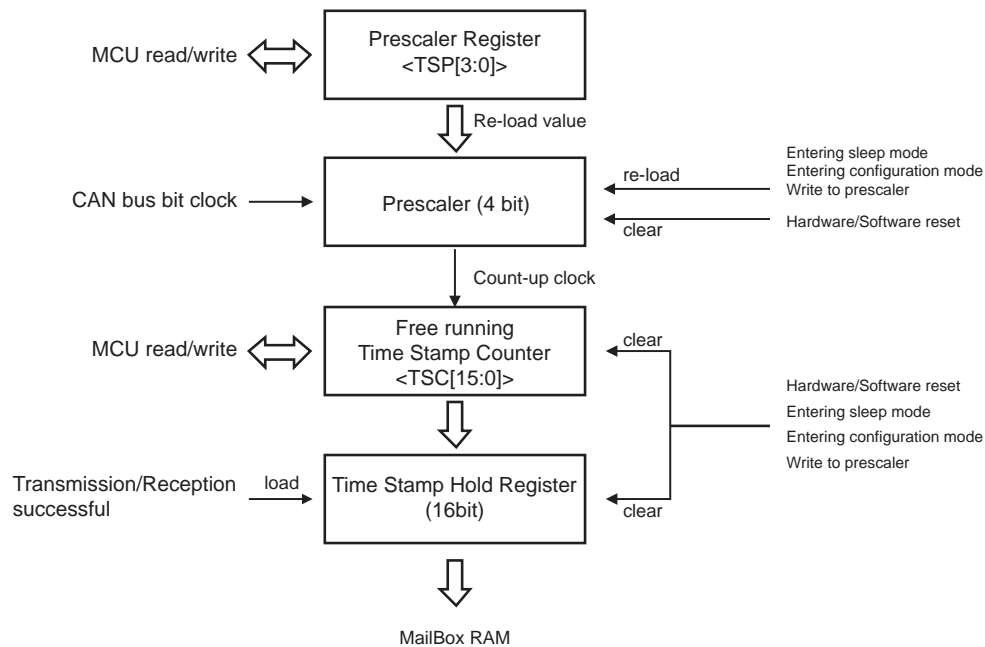 MCU read/write
Prescaler Register
<TSP[3:0]>
Re-load value
CAN bus bit clock
Prescaler (4 bit)
re-load
clear
Entering sleep mode
Entering configuration mode
Write to prescaler
Hardware/Software reset
Count-up clock
MCU read/write
Free running
Time Stamp Counter
<TSC[15:0]>
clear
Hardware/Software reset
Entering sleep mode
Entering configuration mode
Write to prescaler
Transmission/Reception
successful
load
Time Stamp Hold Register
(16bit)
clear
MailBox RAM